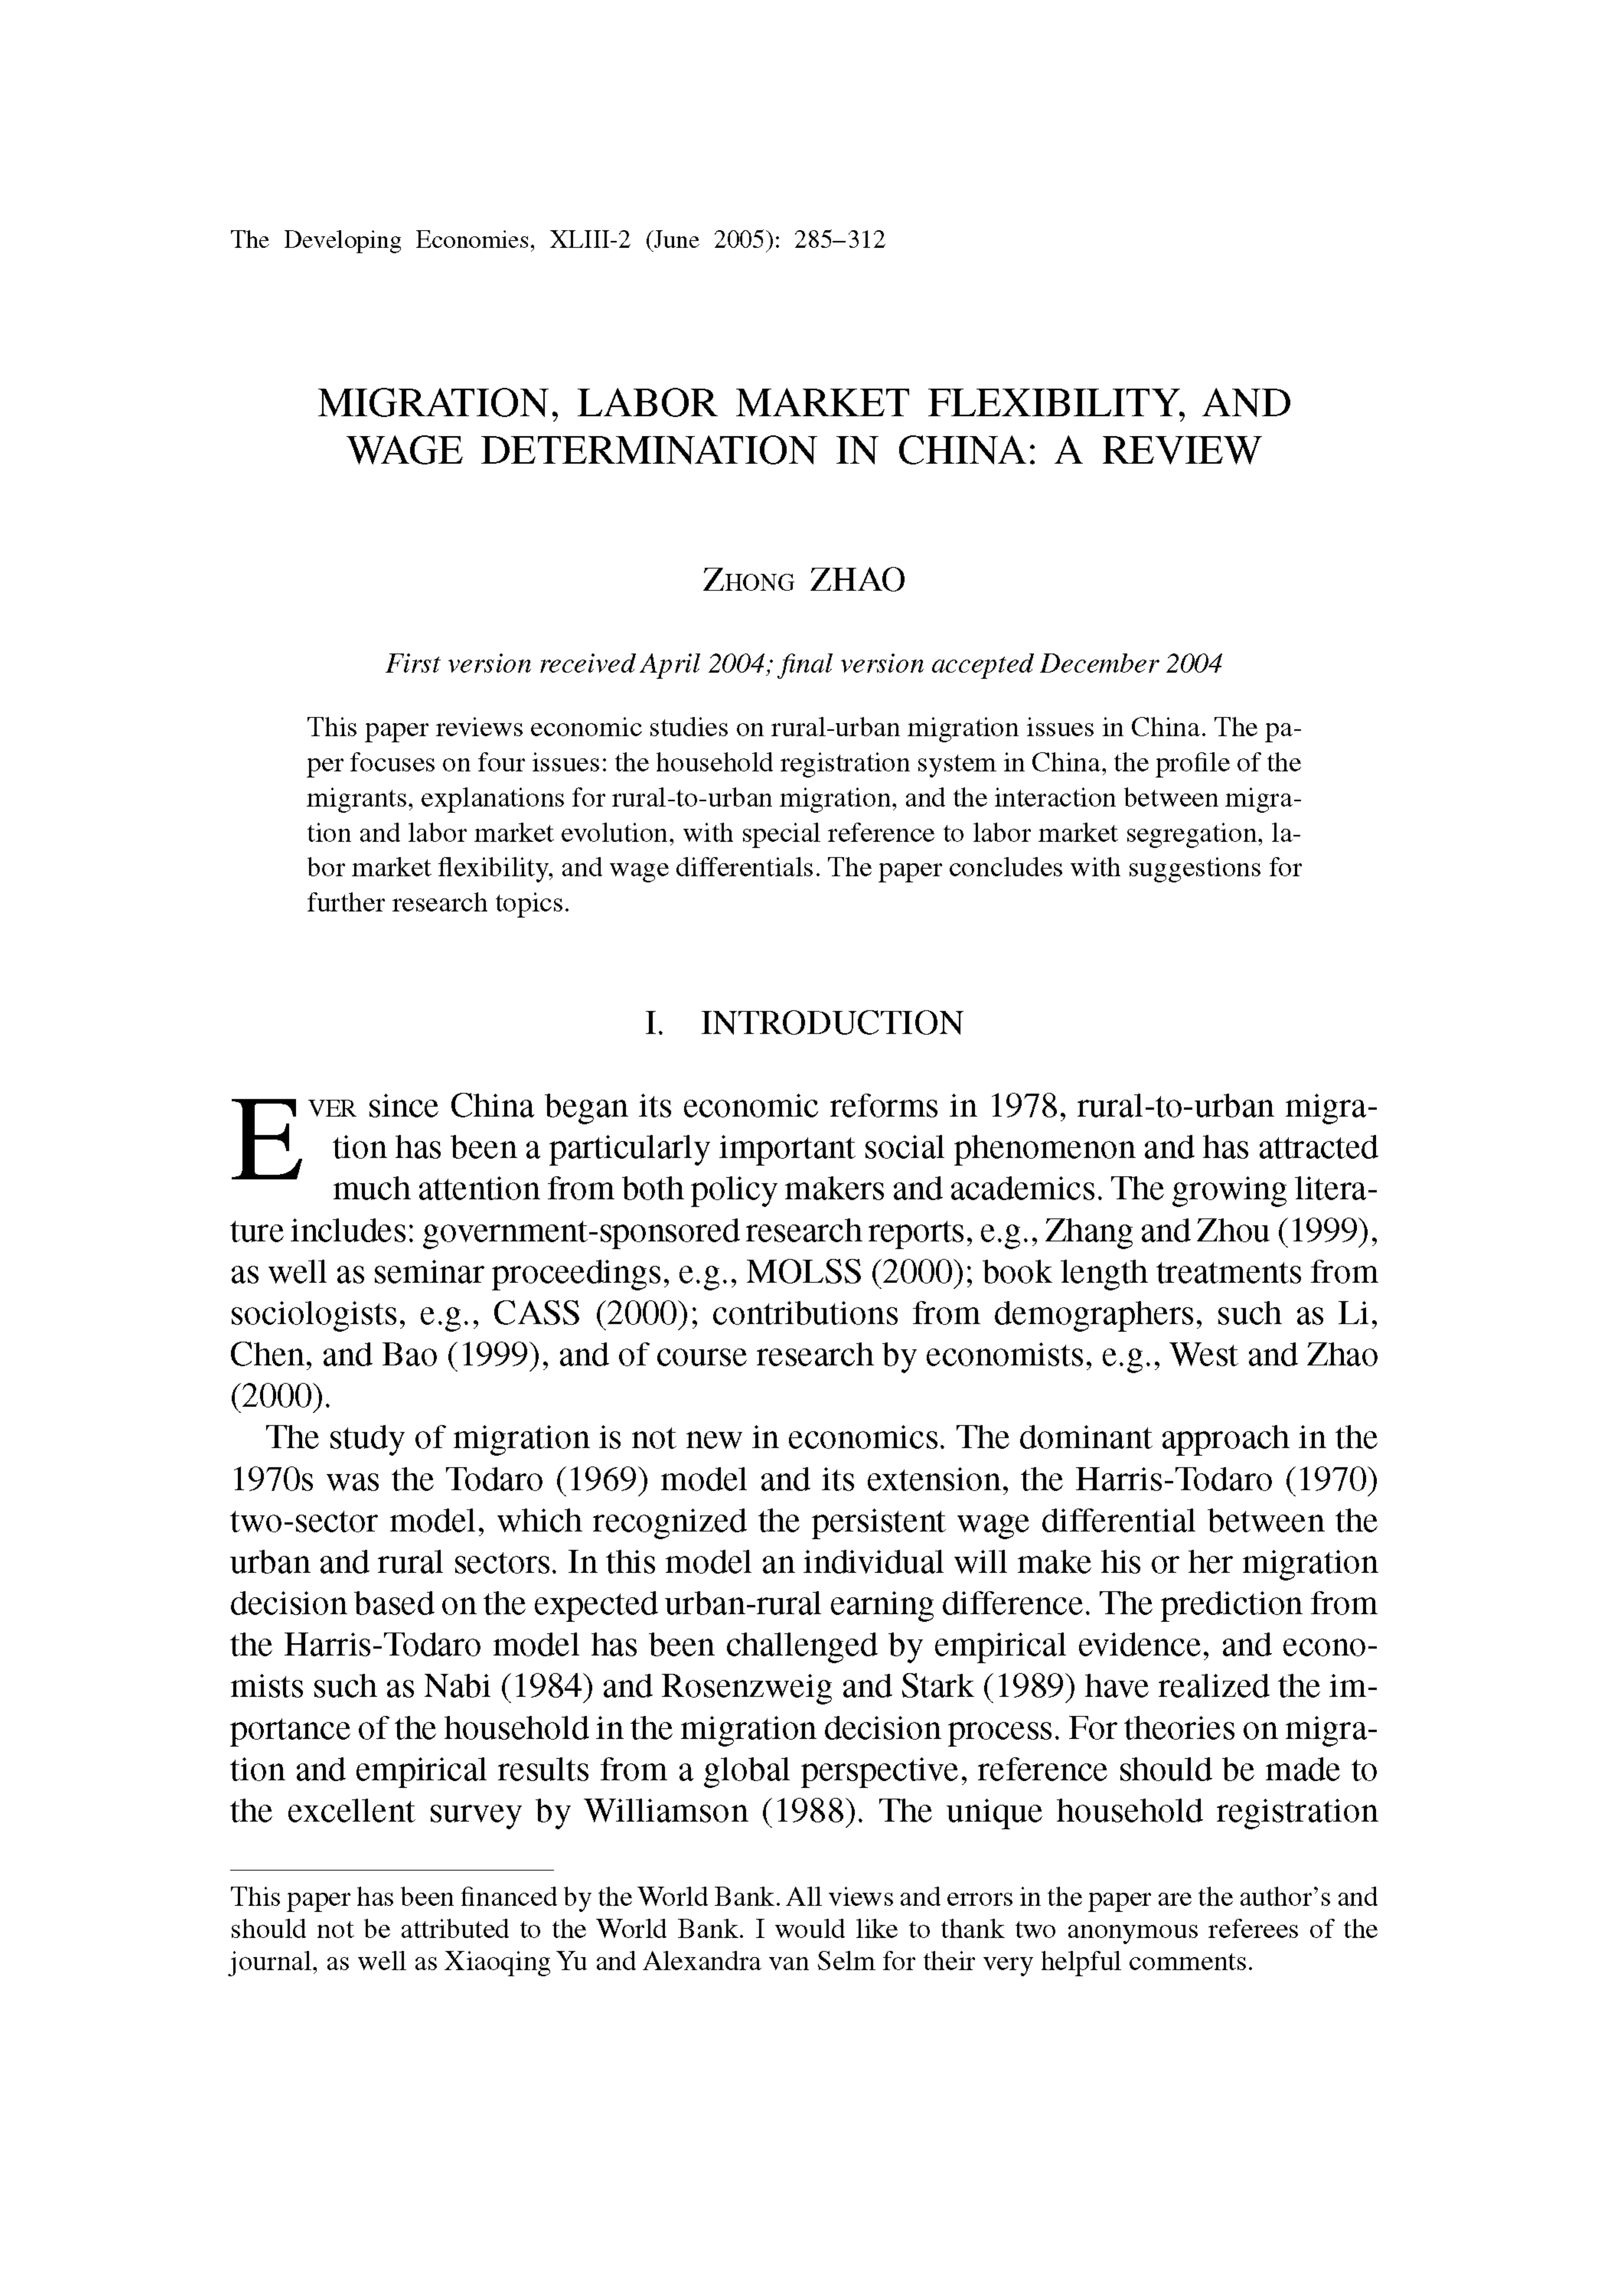 The Developing Economies, XLIII-2 (June 2005): 285–312
MIGRATION, LABOR MARKET FLEXIBILITY, AND
WAGE DETERMINATION IN CHINA: A REVIEW
ZHONG ZHAO
First version received April 2004; final version accepted December 2004
This paper reviews economic studies on rural-urban migration issues in China. The pa-
per focuses on four issues: the household registration system in China, the profile of the
migrants, explanations for rural-to-urban migration, and the interaction between migra-
tion and labor market evolution, with special reference to labor market segregation, la-
bor market flexibility, and wage differentials. The paper concludes with suggestions for
further research topics.
I. INTRODUCTION
EVER since China began its economic reforms in 1978, rural-to-urban migra-
tion has been a particularly important social phenomenon and has attracted
much attention from both policy makers and academics. The growing litera-
ture includes: government-sponsored research reports, e.g., Zhang and Zhou (1999),
as well as seminar proceedings, e.g., MOLSS (2000); book length treatments from
sociologists, e.g., CASS (2000); contributions from demographers, such as Li,
Chen, and Bao (1999), and of course research by economists, e.g., West and Zhao
(2000).
The study of migration is not new in economics. The dominant approach in the
1970s was the Todaro (1969) model and its extension, the Harris-Todaro (1970)
two-sector model, which recognized the persistent wage differential between the
urban and rural sectors. In this model an individual will make his or her migration
decision based on the expected urban-rural earning difference. The prediction from
the Harris-Todaro model has been challenged by empirical evidence, and econo-
mists such as Nabi (1984) and Rosenzweig and Stark (1989) have realized the im-
portance of the household in the migration decision process. For theories on migra-
tion and empirical results from a global perspective, reference should be made to
the excellent survey by Williamson (1988). The unique household registration
This paper has been financed by the World Bank. All views and errors in the paper are the author's and
should not be attributed to the World Bank. I would like to thank two anonymous referees of the
journal, as well as Xiaoqing Yu and Alexandra van Selm for their very helpful comments.